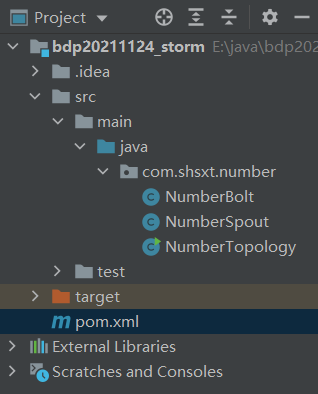 Project
bdp20211124_storm E:\java\bdp202
.idea
src
main
java
com.shsxt.number
NumberBolt
NumberSpout
NumberTopology
test
target
pom.xml
External Libraries
Scratches and Consoles